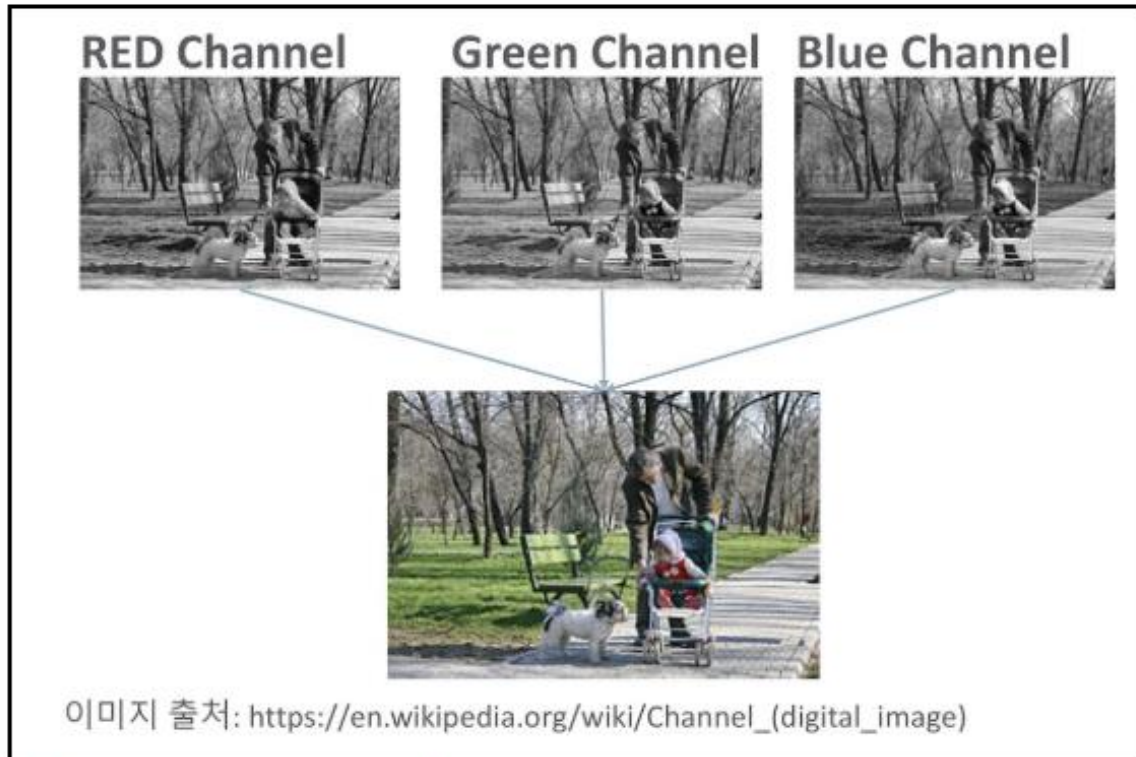 RED Channel
Green Channel
Blue Channel
이미지 출처: https://en.wikipedia.org/wiki/Channel_(digital_image)